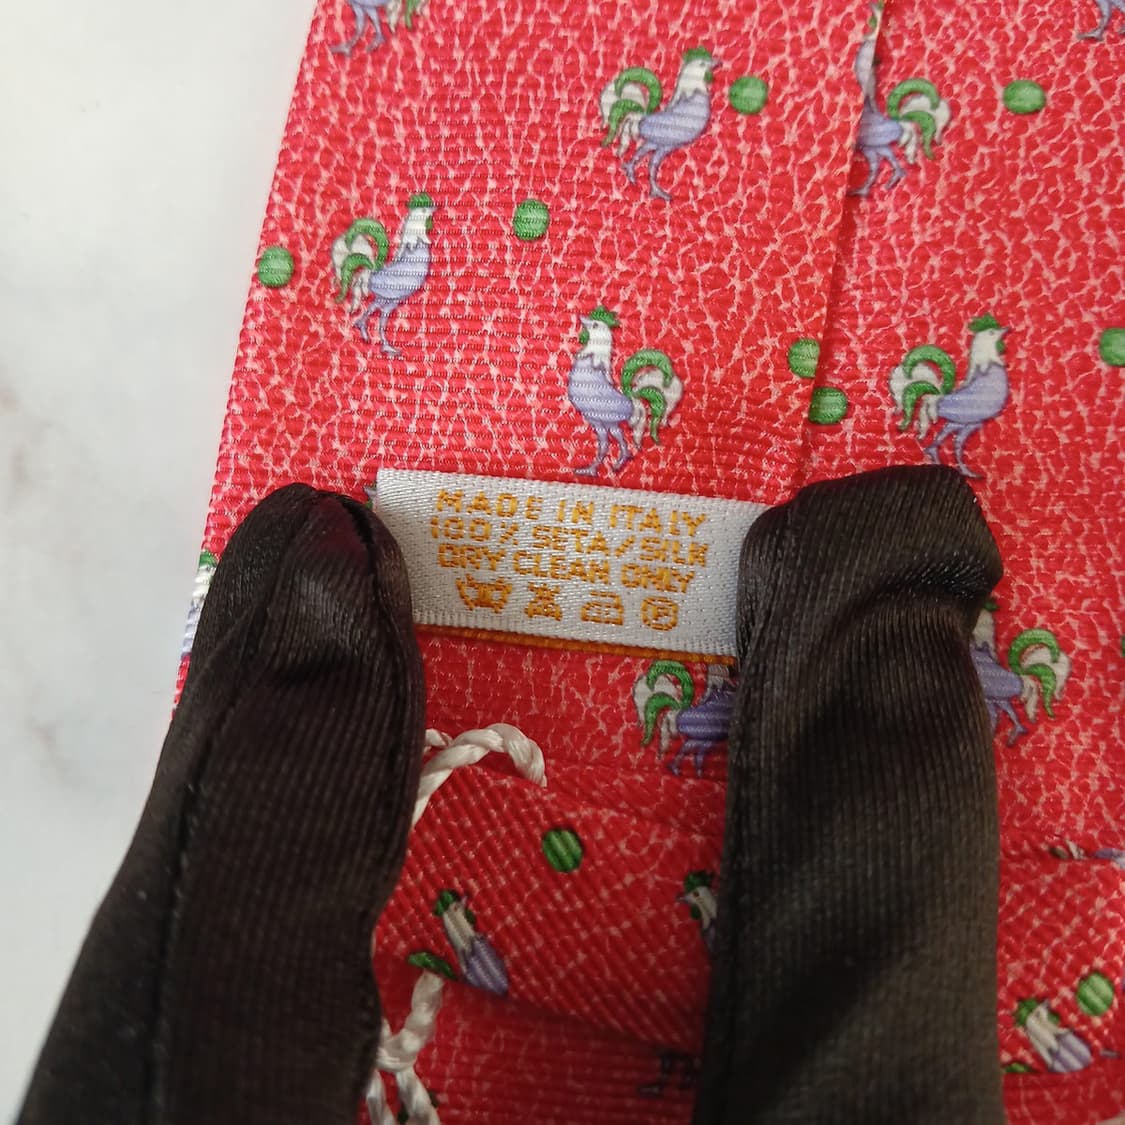 MADE IN ITALY
100% SETA/SILK
DRY CLEAN ONLY
P